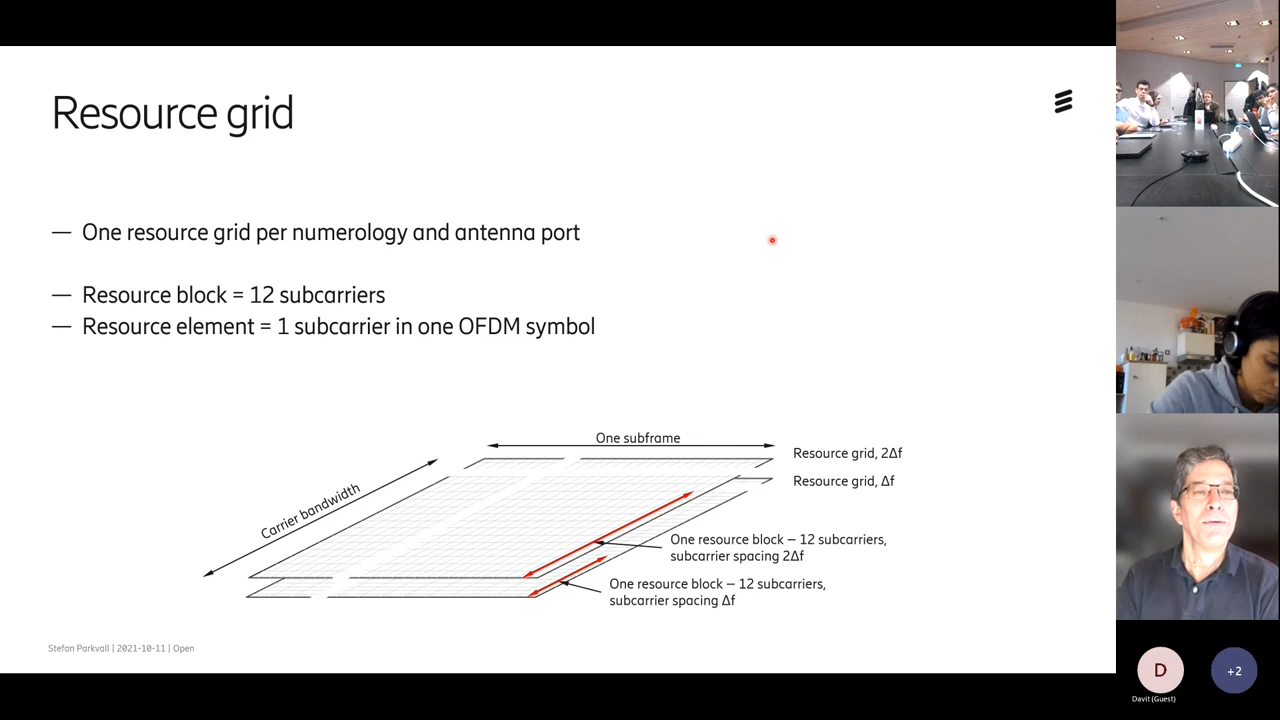 Resource grid
— One resource grid per numerology and antenna port
— Resource block = 12 subcarriers
— Resource element = 1 subcarrier in one OFDM symbol
One subframe
Carrier bandwidth
Resource grid, 2Δf
Resource grid, Δf
One resource block – 12 subcarriers,
subcarrier spacing 2Δf
One resource block – 12 subcarriers,
subcarrier spacing Δf
Stefan Parkvall | 2021-10-11 | Open
D
+2
Davit (Guest)